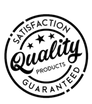 SATISFACTION
Quality
PRODUCTS
GUARANTEED